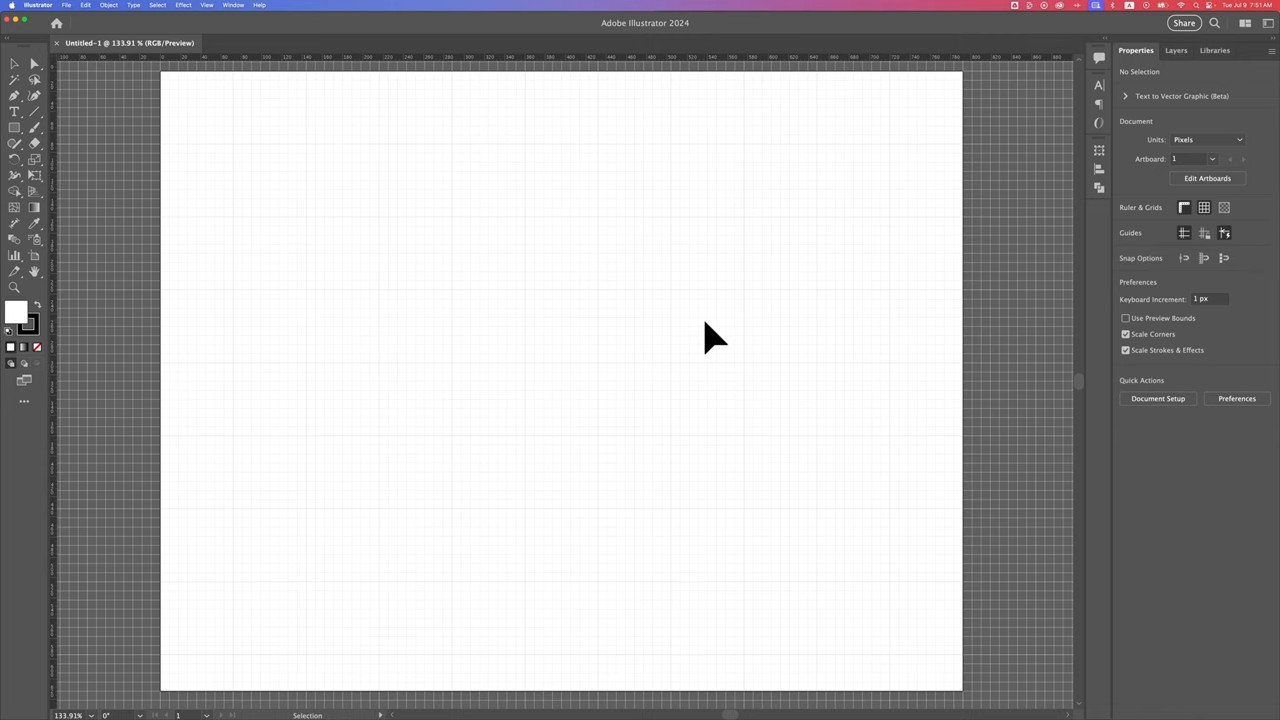 Illustrator File Edit Object Type Select Effect View Window Help
Tue Jul 9 7:51AM
Adobe Illustrator 2024
Share
× Untitled-1 @ 133.91 % (RGB/Preview)
Properties Layers Libraries
No Selection
Text to Vector Graphic (Beta)
Document
Units: Pixels
Artboard: 1
Edit Artboards
Ruler & Grids
Guides
Snap Options
Preferences
Keyboard Increment: 1 px
Use Preview Bounds
Scale Corners
Scale Strokes & Effects
Quick Actions
Document Setup Preferences
133.91% 0° 1 Selection